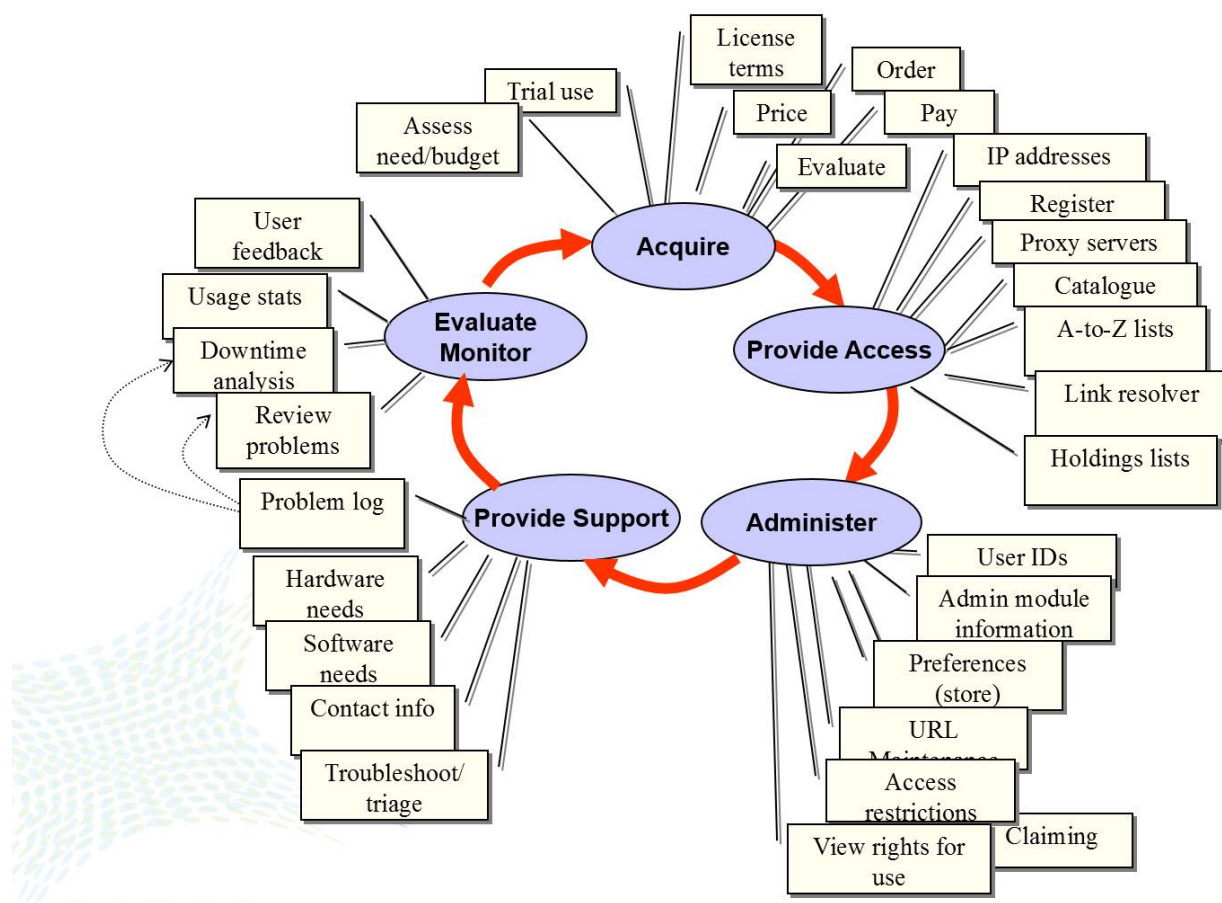 License
terms
Order
Trial use
Price
Pay
Assess
need/budget
Evaluate
IP addresses
Register
User
feedback
Acquire
Proxy servers
Catalogue
Usage stats
Evaluate
Monitor
Provide Access
A-to-Z lists
Downtime
analysis
Link resolver
Review
problems
Holdings lists
Problem log
Provide Support
Administer
User IDs
Hardware
needs
Admin module
information
Software
needs
Preferences
(store)
Contact info
URL
Maintenance
Troubleshoot/
triage
Access
restrictions
Claiming
View rights for
use